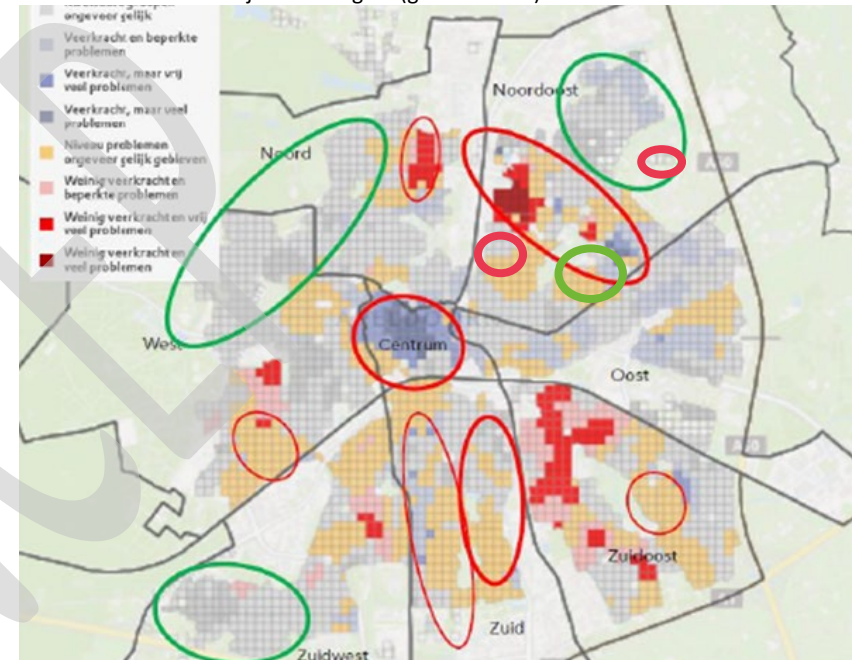 ongeveer gelijk
Veerkracht en beperkte
problemen
Veerkracht, maar vrij
veel problemen
Veerkracht, maar veel
problemen
Niveau problemen
ongeveer gelijk gebleven
Weinig veerkracht en
beperkte problemen
Weinig veerkracht en vrij
veel problemen
Weinig veerkracht en
veel problemen
Noordoost
Noord
West
Centrum
Oost
Zuidoost
Zuid
Zuidwest